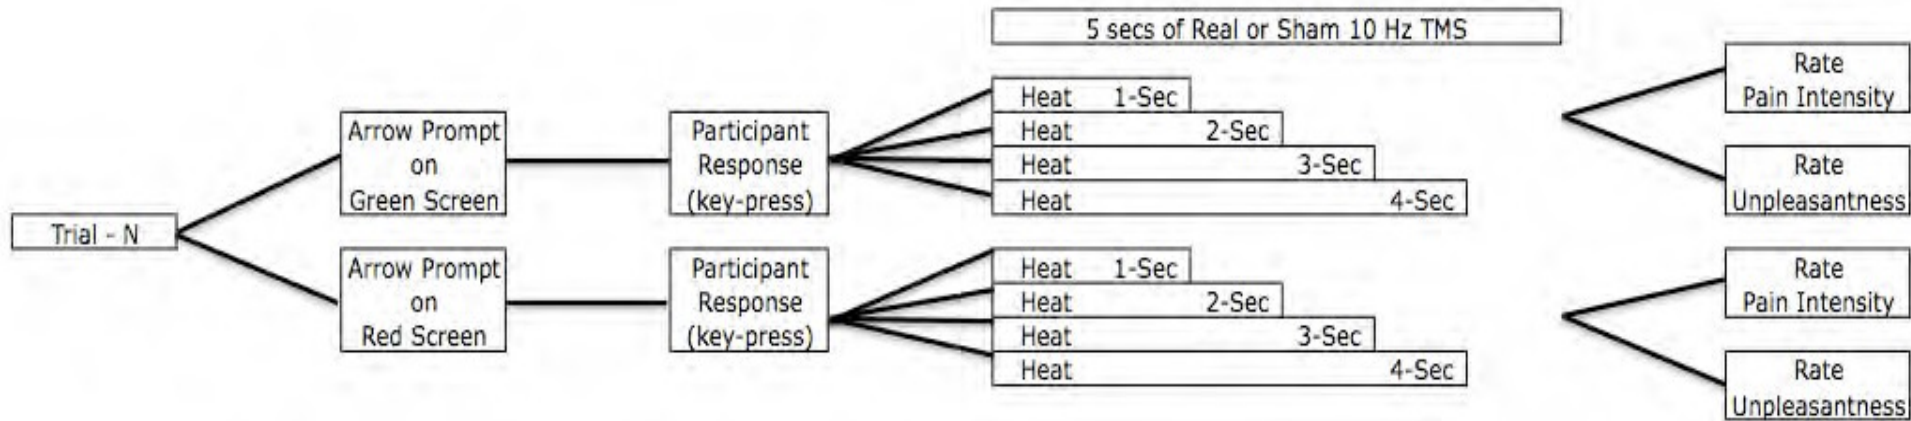 5 secs of Real or Sham 10 Hz TMS
Trial - N
Arrow Prompt
on
Green Screen
Participant
Response
(key-press)
Heat 1-Sec
Heat 2-Sec
Heat 3-Sec
Heat 4-Sec
Rate
Pain Intensity
Rate
Unpleasantness
Arrow Prompt
on
Red Screen
Participant
Response
(key-press)
Heat 1-Sec
Heat 2-Sec
Heat 3-Sec
Heat 4-Sec
Rate
Pain Intensity
Rate
Unpleasantness